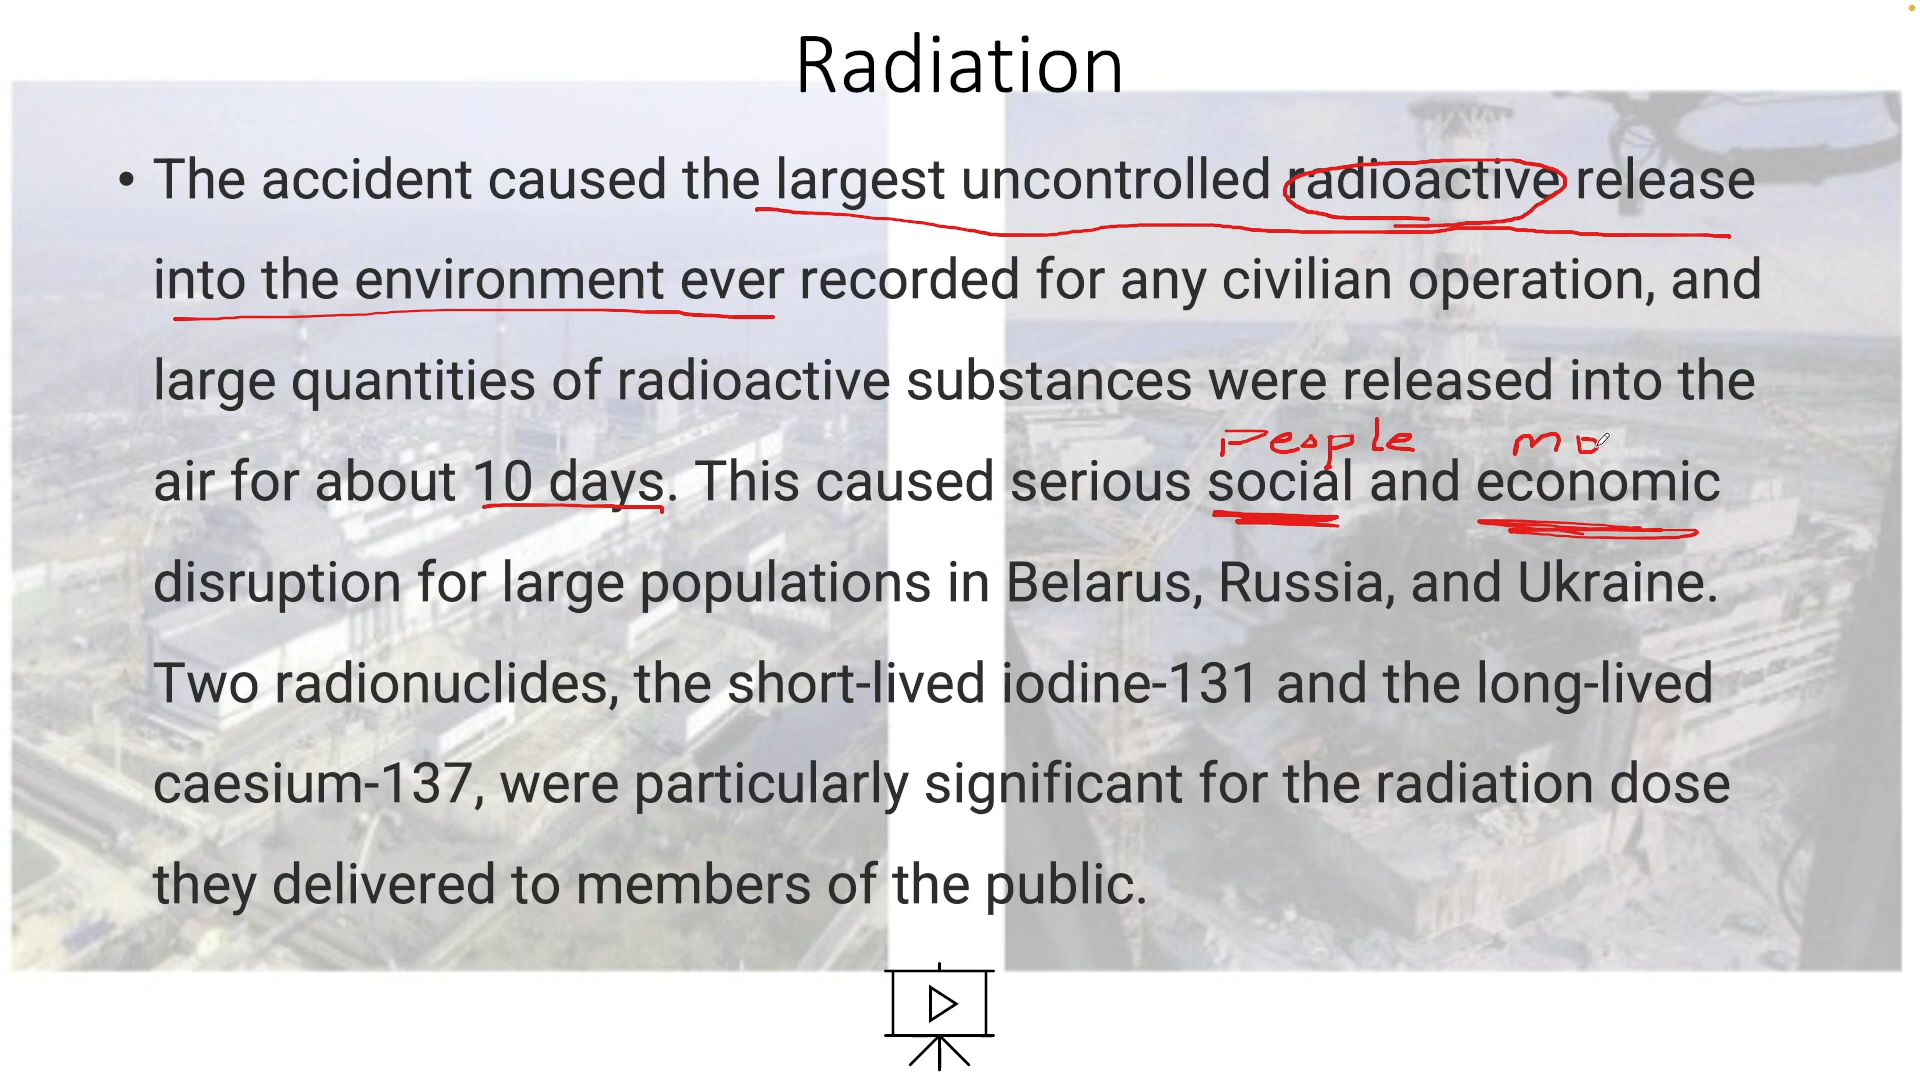 Radiation
• The accident caused the largest uncontrolled radioactive release
into the environment ever recorded for any civilian operation, and
large quantities of radioactive substances were released into the
people mo
air for about 10 days. This caused serious social and economic
disruption for large populations in Belarus, Russia, and Ukraine.
Two radionuclides, the short-lived iodine-131 and the long-lived
caesium-137, were particularly significant for the radiation dose
they delivered to members of the public.